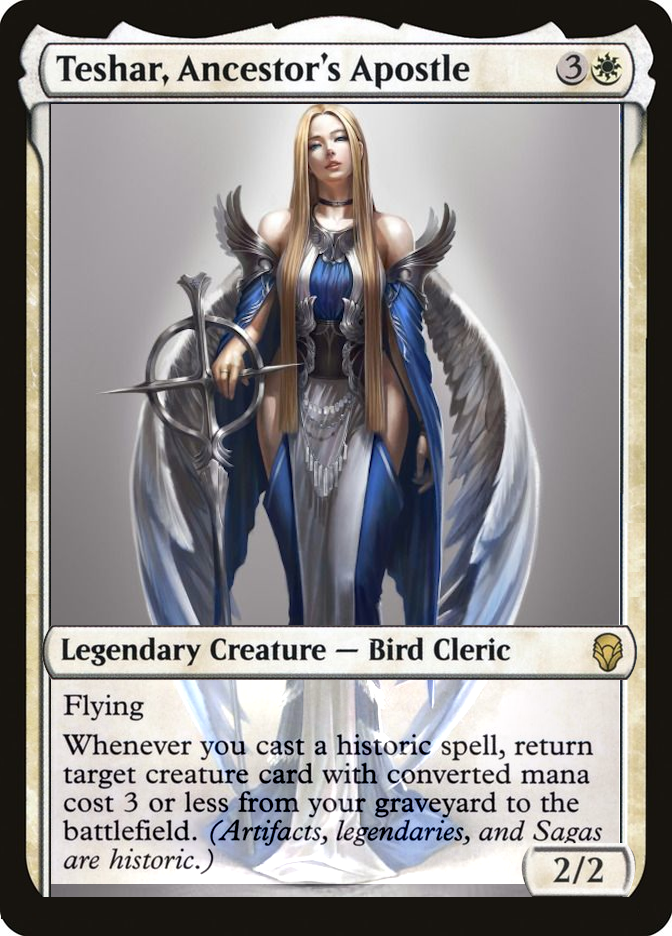 Teshar, Ancestor's Apostle 3
Legendary Creature — Bird Cleric
Flying
Whenever you cast a historic spell, return
target creature card with converted mana
cost 3 or less from your graveyard to the
battlefield. (Artifacts, legendaries, and Sagas
are historic.)
2/2